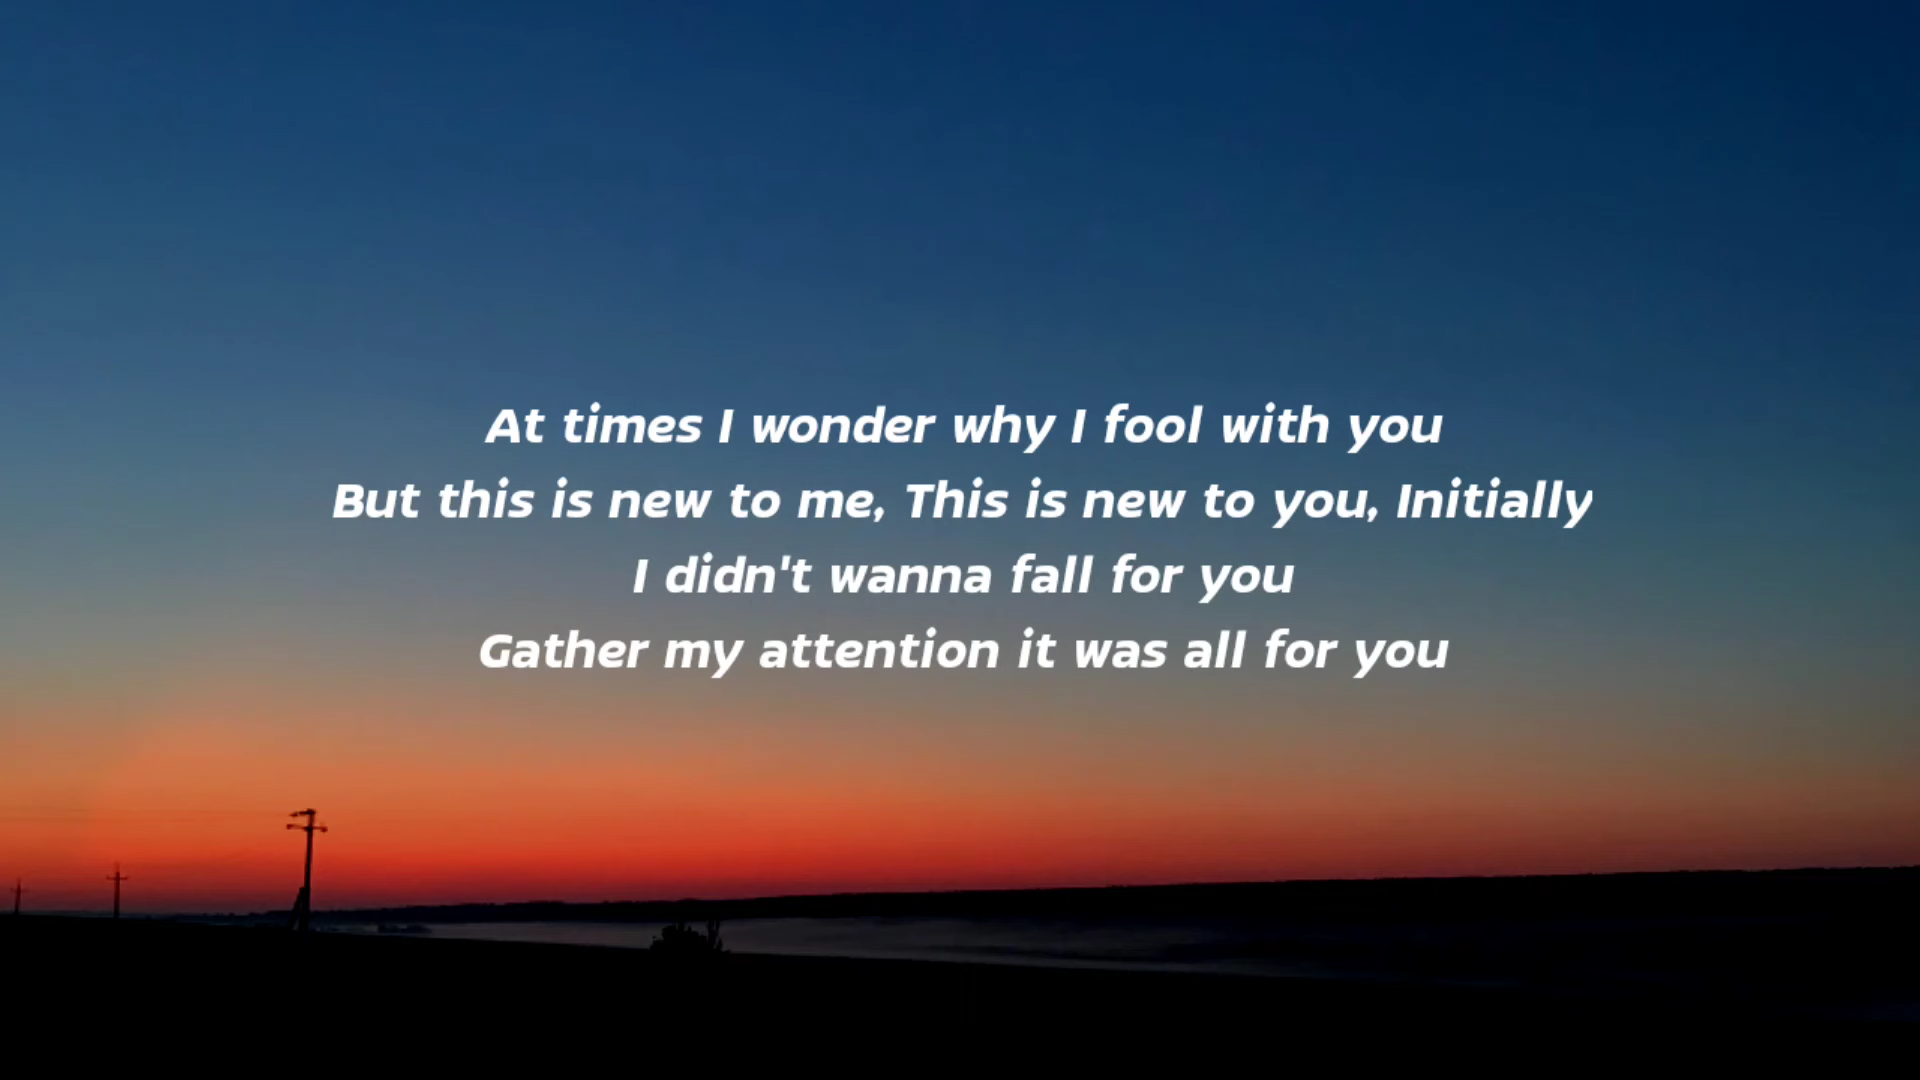 At times I wonder why I fool with you
But this is new to me, This is new to you, Initially
I didn't wanna fall for you
Gather my attention it was all for you